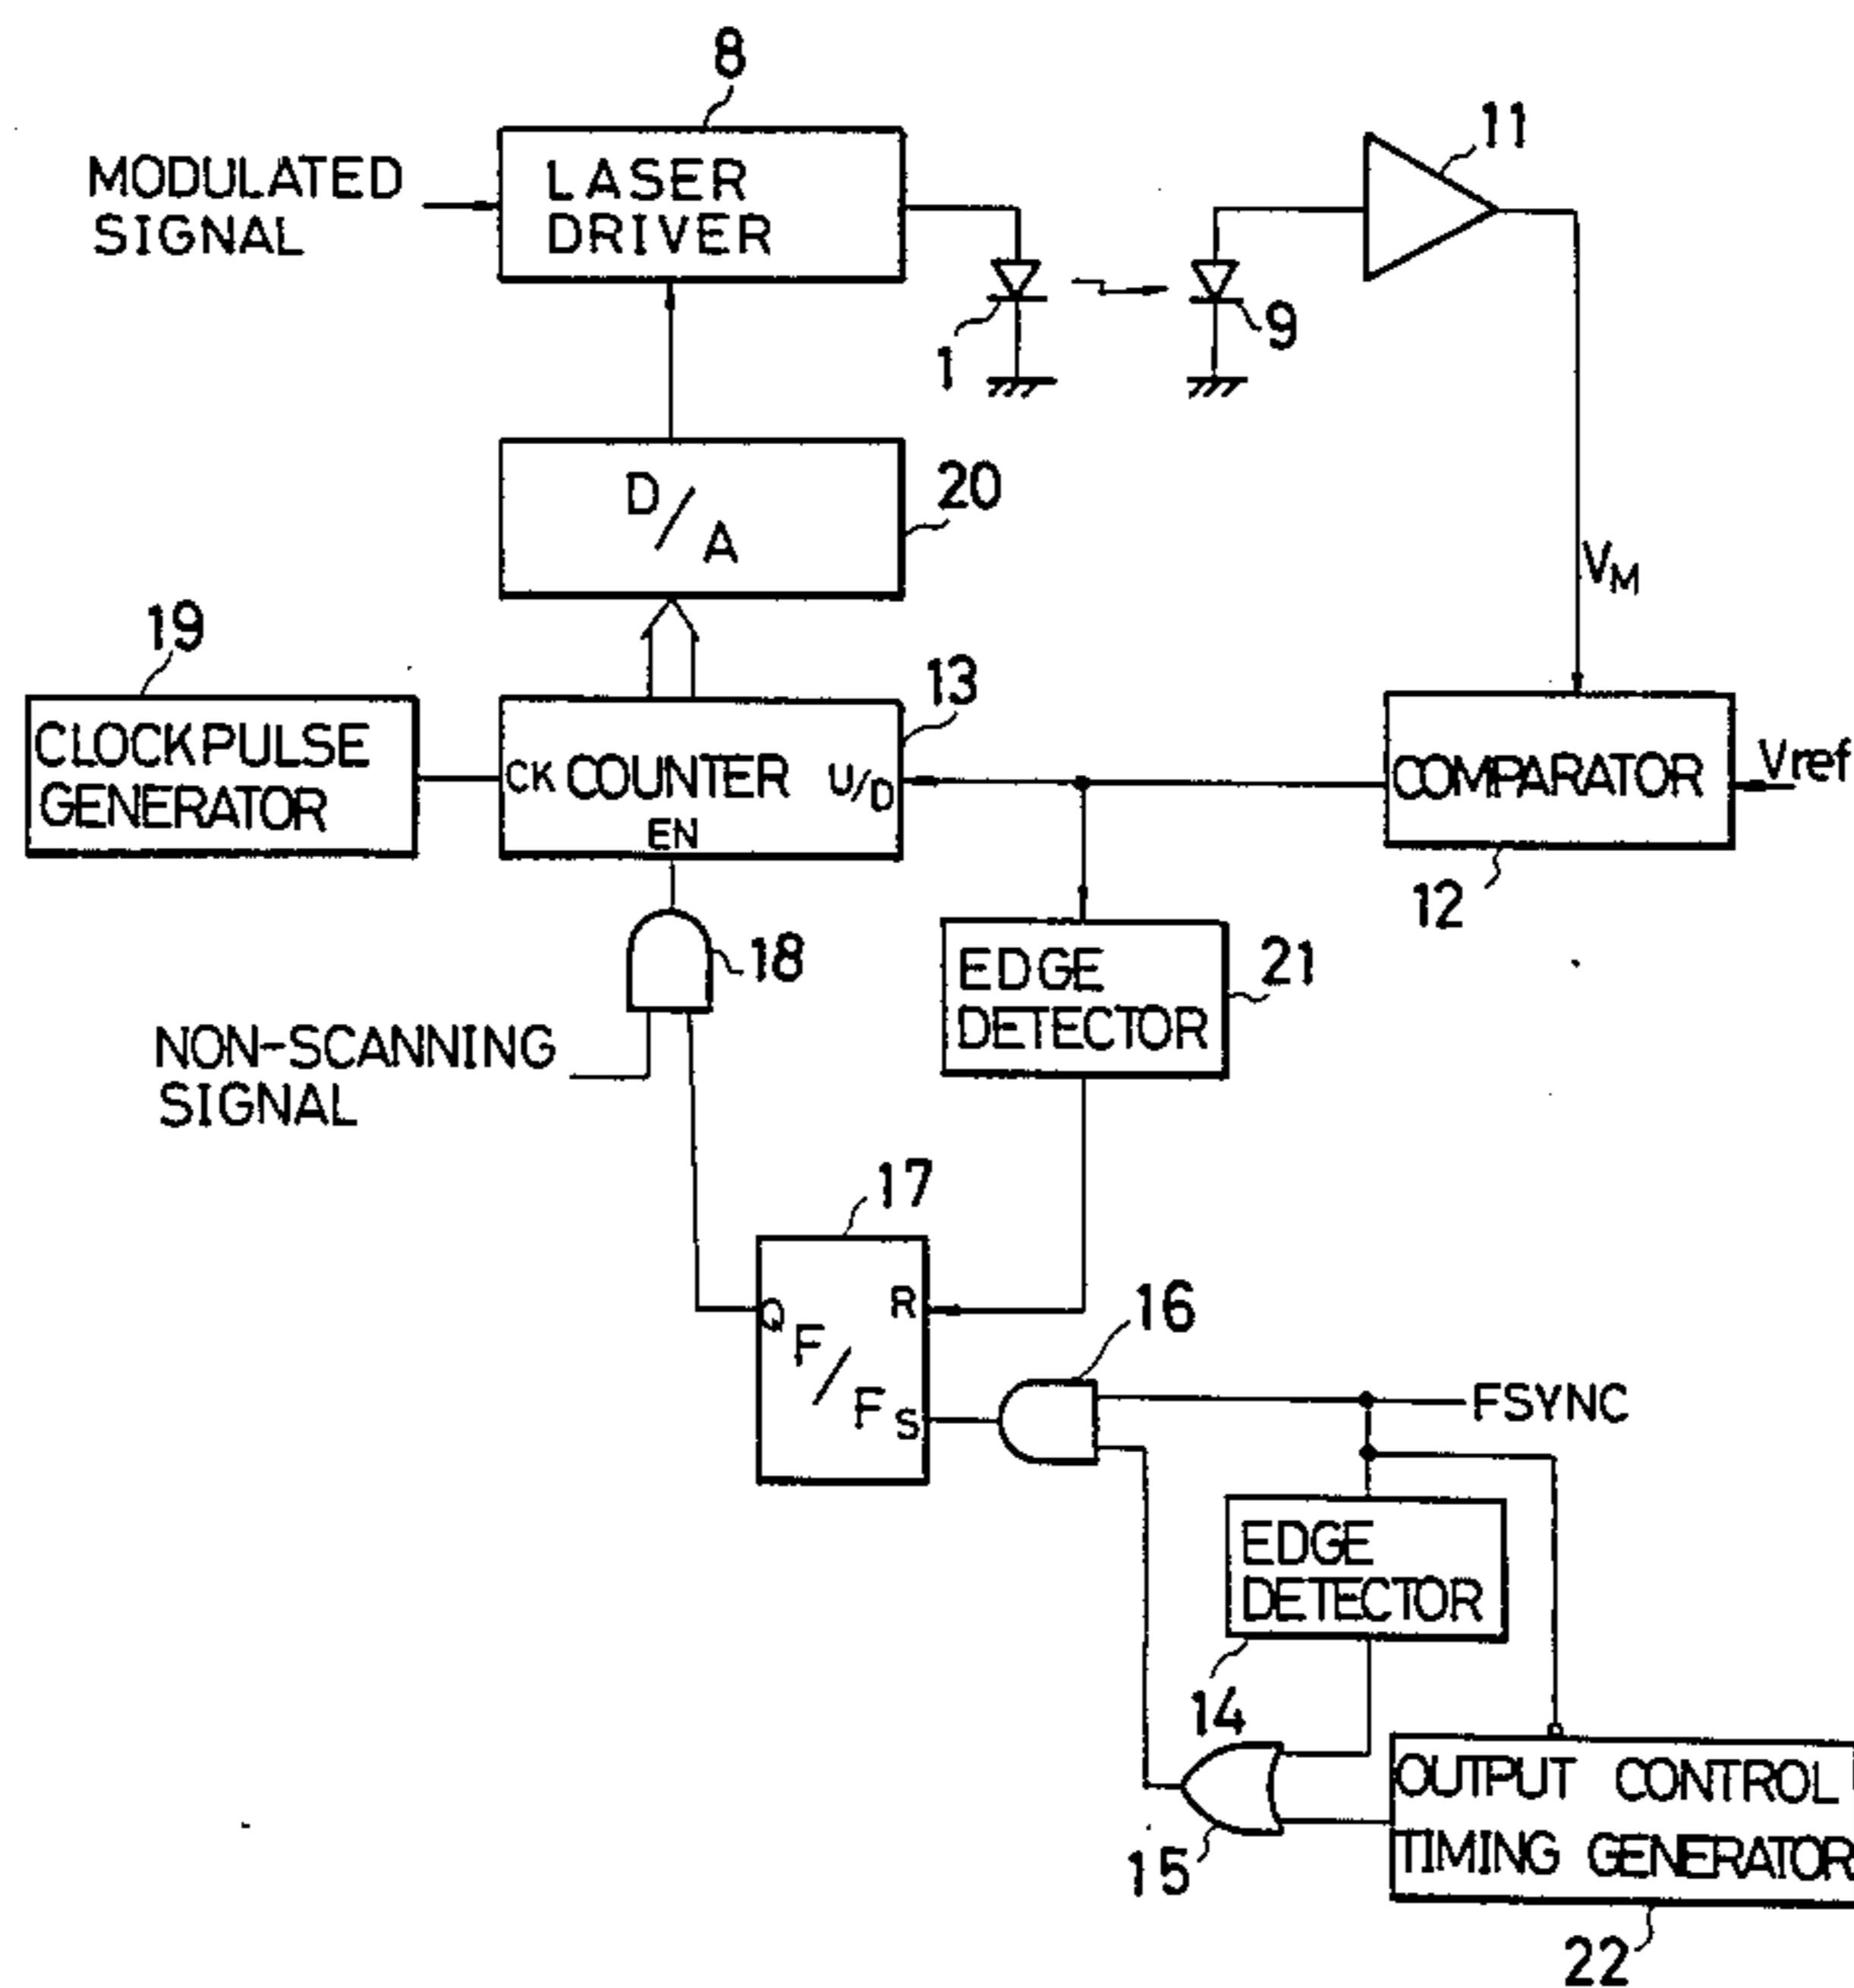 8
MODULATED
SIGNAL
LASER
DRIVER
11
1
9
D/A
20
VM
19
CLOCKPULSE
GENERATOR
13
CK COUNTER U/D
EN
COMPARATOR
Vref
12
18
EDGE
DETECTOR
21
NON-SCANNING
SIGNAL
17
Q F/F R
S
16
FSYNC
EDGE
DETECTOR
14
15
OUTPUT CONTROL
TIMING GENERATOR
22